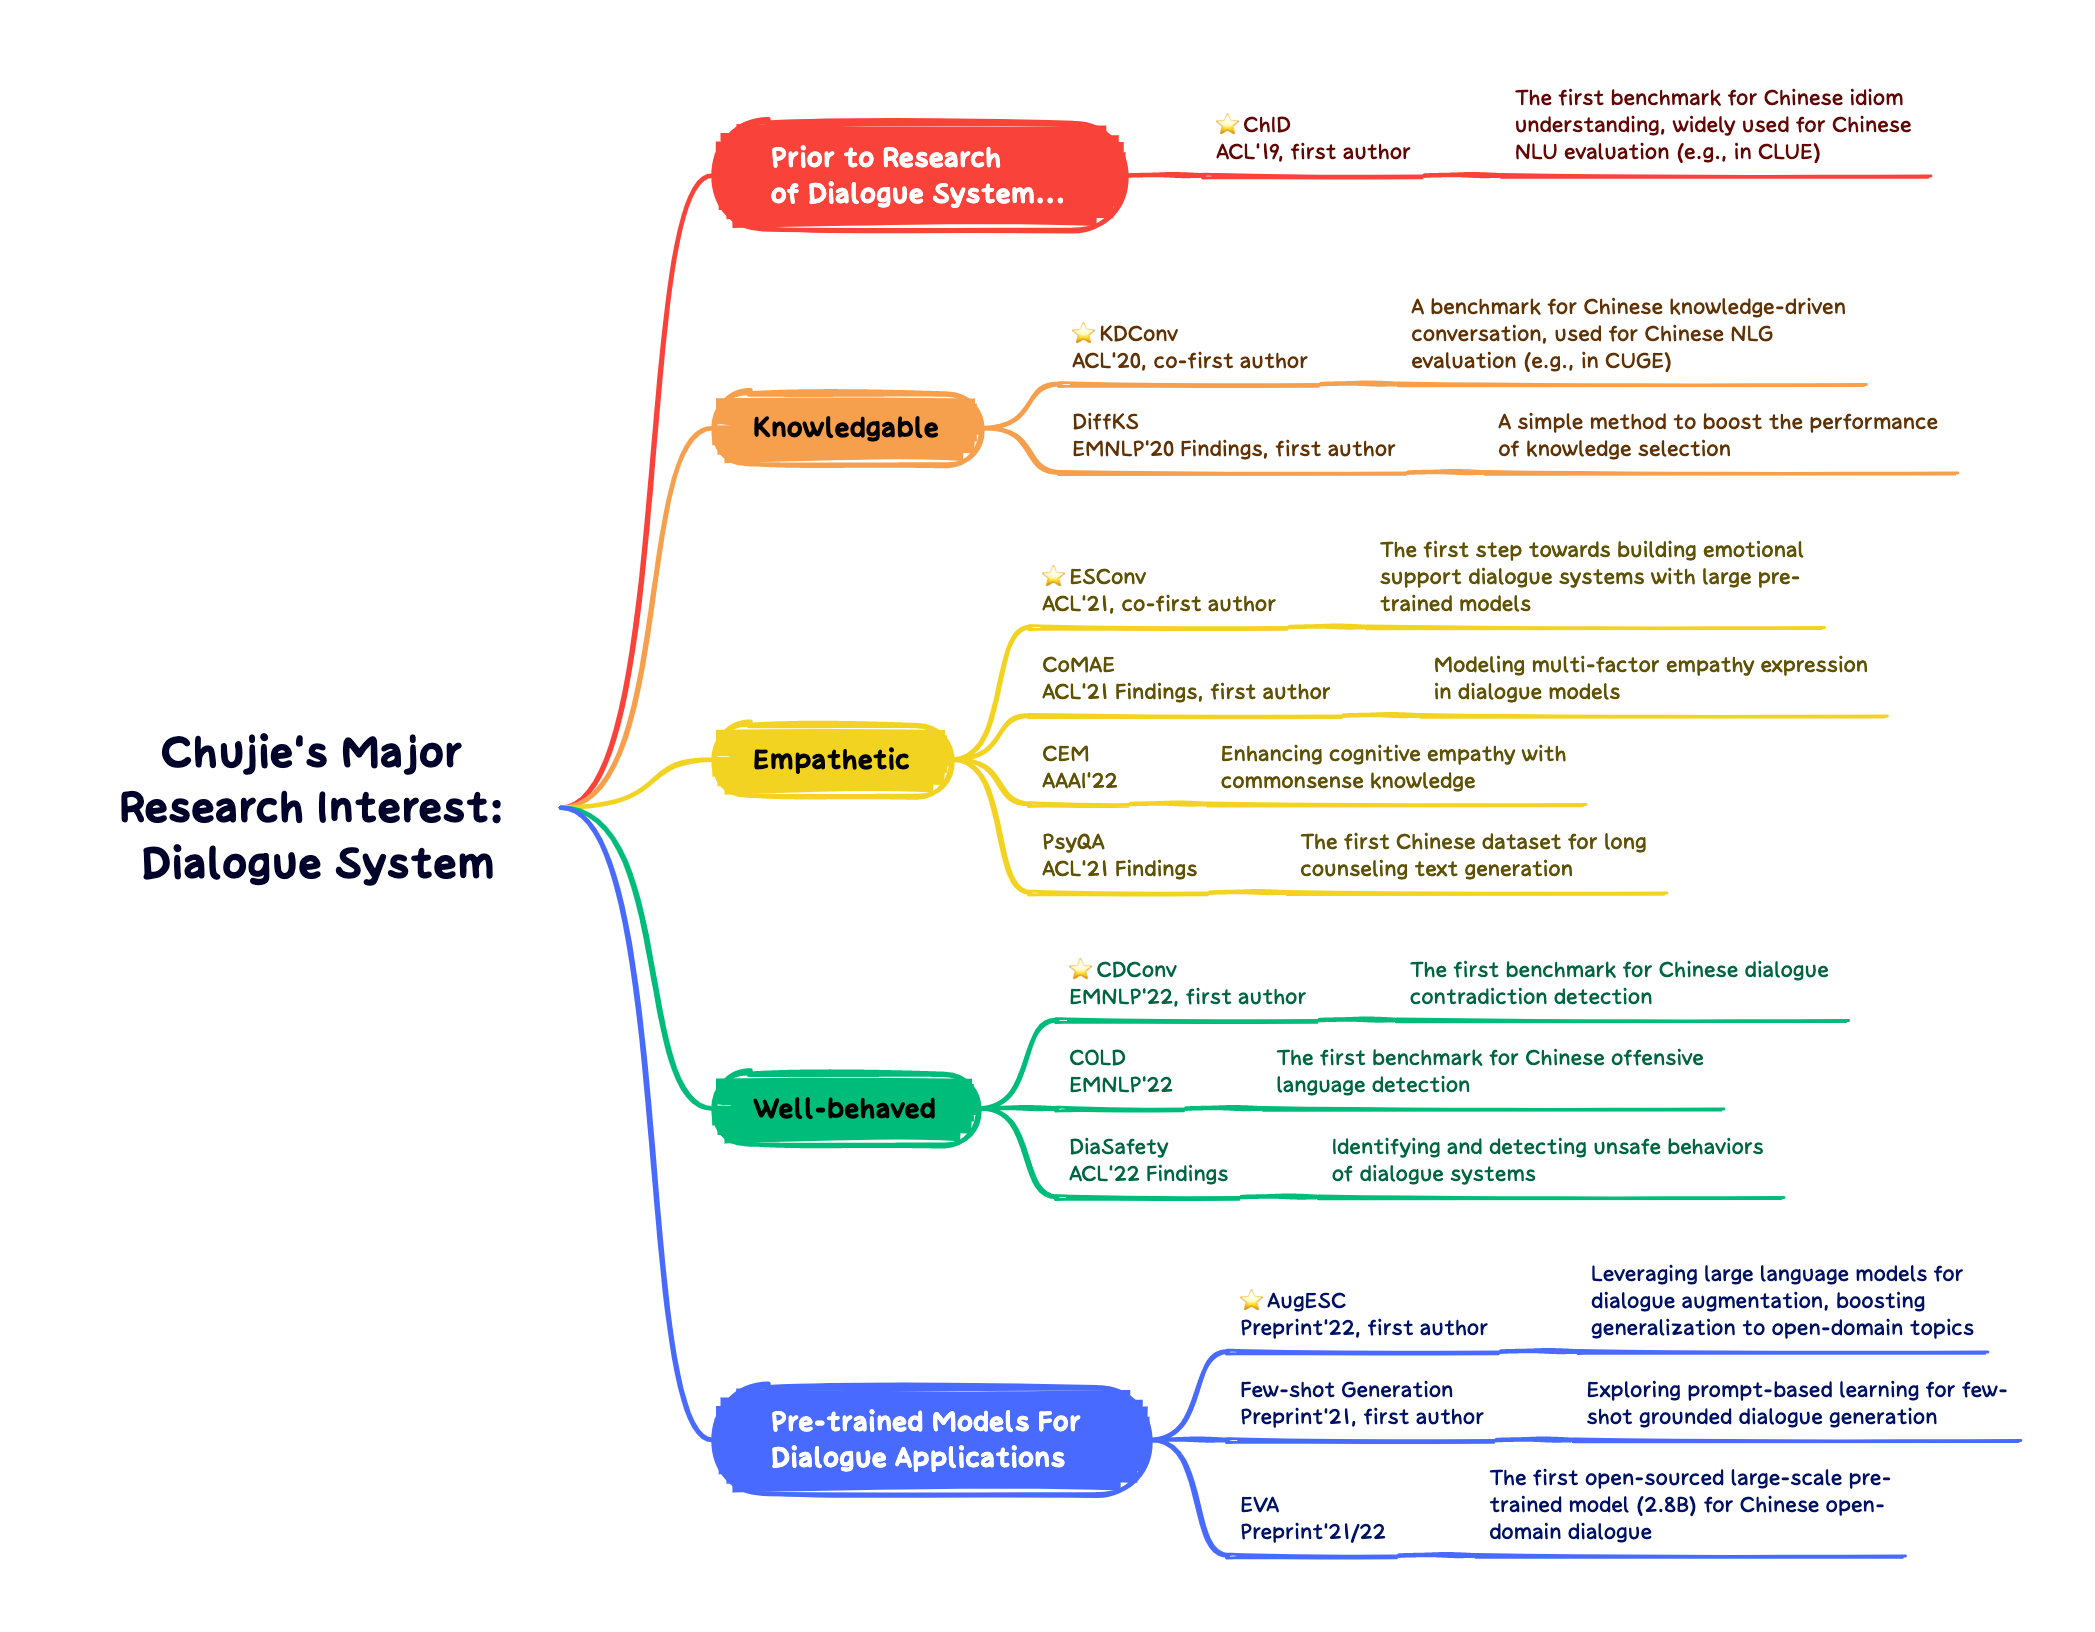 Chujie's Major
Research Interest:
Dialogue System
Prior to Research
of Dialogue System...
⭐ ChID
ACL'19, first author
The first benchmark for Chinese idiom
understanding, widely used for Chinese
NLU evaluation (e.g., in CLUE)
Knowledgable
⭐ KDConv
ACL'20, co-first author
A benchmark for Chinese knowledge-driven
conversation, used for Chinese NLG
evaluation (e.g., in CUGE)
DiffKS
EMNLP'20 Findings, first author
A simple method to boost the performance
of knowledge selection
Empathetic
⭐ ESConv
ACL'21, co-first author
The first step towards building emotional
support dialogue systems with large pre-
trained models
CoMAE
ACL'21 Findings, first author
Modeling multi-factor empathy expression
in dialogue models
CEM
AAAI'22
Enhancing cognitive empathy with
commonsense knowledge
PsyQA
ACL'21 Findings
The first Chinese dataset for long
counseling text generation
Well-behaved
⭐ CDConv
EMNLP'22, first author
The first benchmark for Chinese dialogue
contradiction detection
COLD
EMNLP'22
The first benchmark for Chinese offensive
language detection
DiaSafety
ACL'22 Findings
Identifying and detecting unsafe behaviors
of dialogue systems
Pre-trained Models For
Dialogue Applications
⭐ AugESC
Preprint'22, first author
Leveraging large language models for
dialogue augmentation, boosting
generalization to open-domain topics
Few-shot Generation
Preprint'21, first author
Exploring prompt-based learning for few-
shot grounded dialogue generation
EVA
Preprint'21/22
The first open-sourced large-scale pre-
trained model (2.8B) for Chinese open-
domain dialogue